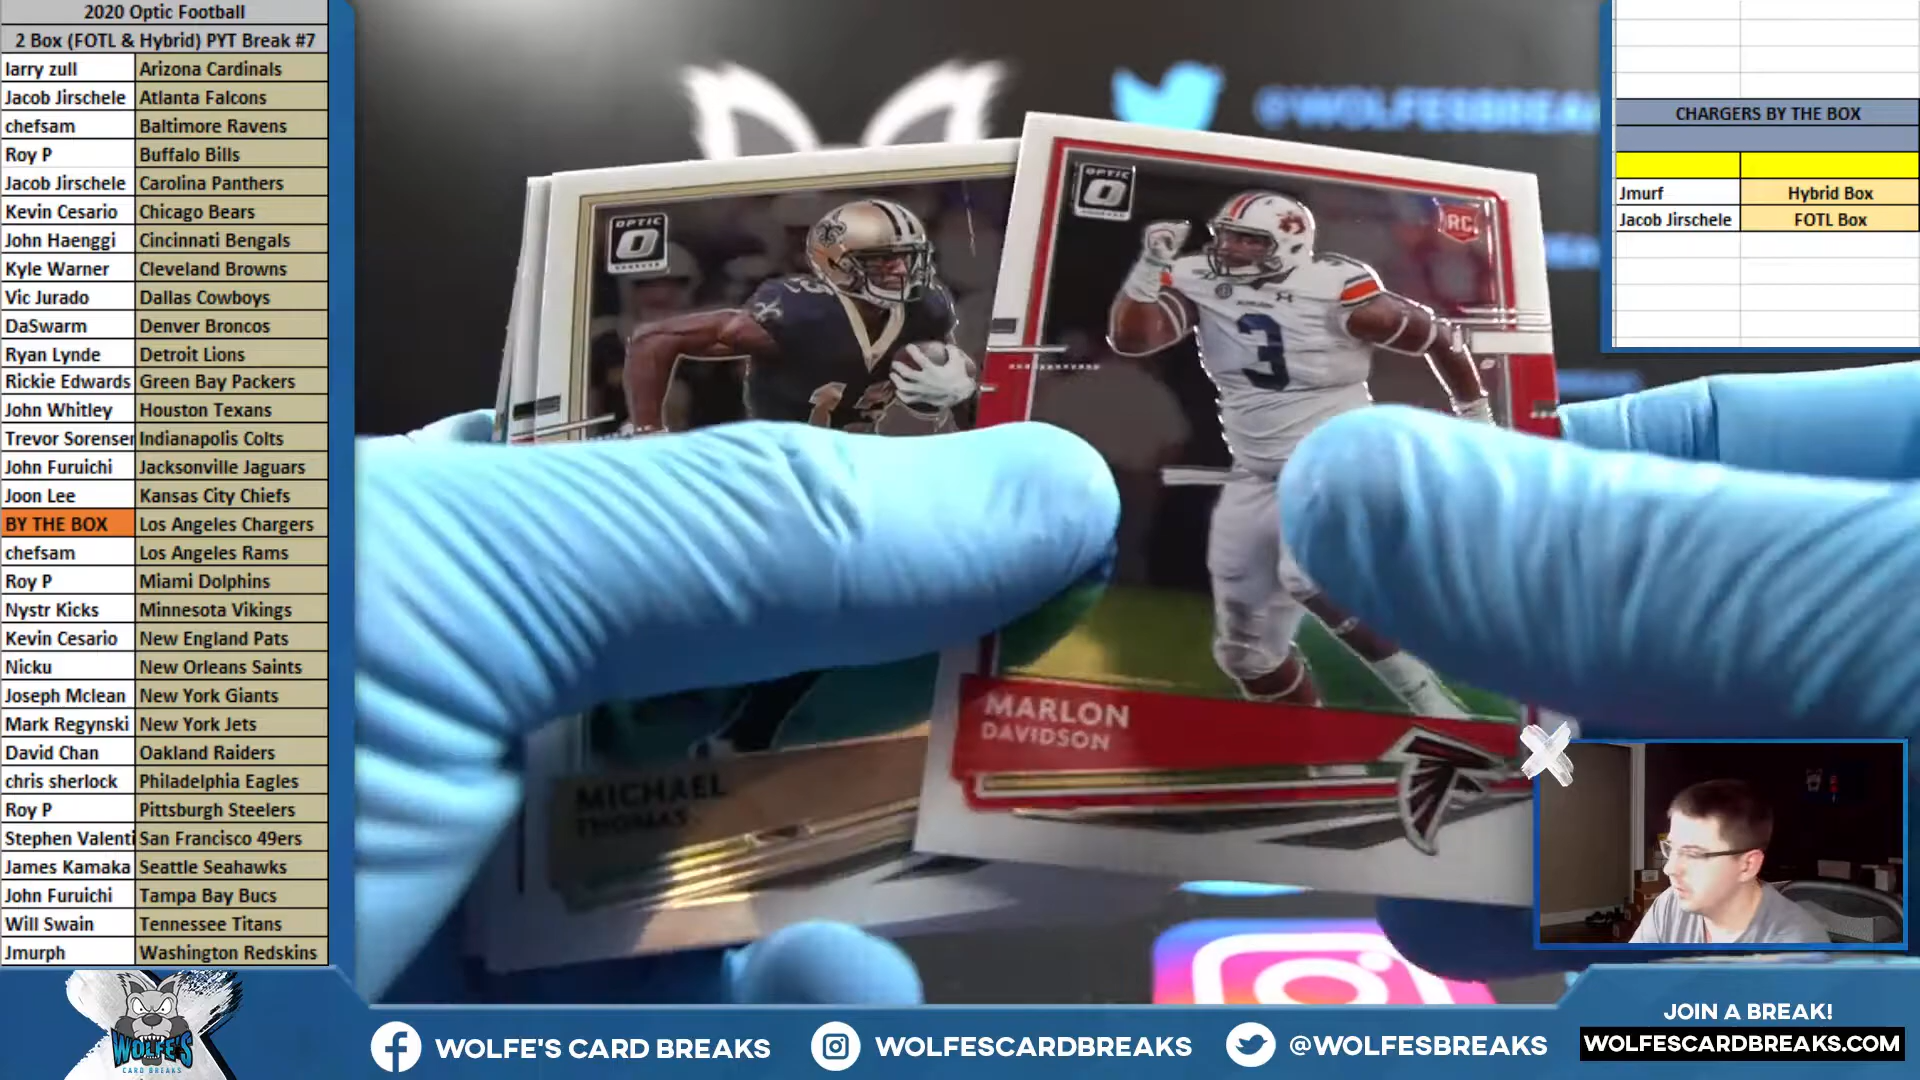 2020 Optic Football
2 Box (FOTL & Hybrid) PYT Break #7
larry zull Arizona Cardinals
Jacob Jirschele Atlanta Falcons
chefsam Baltimore Ravens
Roy P Buffalo Bills
Jacob Jirschele Carolina Panthers
Kevin Cesario Chicago Bears
John Haenggi Cincinnati Bengals
Kyle Warner Cleveland Browns
Vic Jurado Dallas Cowboys
DaSwarm Denver Broncos
Ryan Lynde Detroit Lions
Rickie Edwards Green Bay Packers
John Whitley Houston Texans
Trevor Sorenser Indianapolis Colts
John Furuichi Jacksonville Jaguars
Joon Lee Kansas City Chiefs
BY THE BOX Los Angeles Chargers
chefsam Los Angeles Rams
Roy P Miami Dolphins
Nystr Kicks Minnesota Vikings
Kevin Cesario New England Pats
Nicku New Orleans Saints
Joseph Mclean New York Giants
Mark Regynski New York Jets
David Chan Oakland Raiders
chris sherlock Philadelphia Eagles
Roy P Pittsburgh Steelers
Stephen Valenti San Francisco 49ers
James Kamaka Seattle Seahawks
John Furuichi Tampa Bay Bucs
Will Swain Tennessee Titans
Jmurph Washington Redskins
@WOLFESBREA
OPTIC
OPTIC
RC
3
MICHAEL
THOMAS
MARLON
DAVIDSON
CHARGERS BY THE BOX
Jmurf Hybrid Box
Jacob Jirschele FOTL Box
WOLFE'S
CARD BREAKS
WOLFE'S CARD BREAKS
WOLFESCARDBREAKS
@WOLFESBREAKS
JOIN A BREAK!
WOLFESCARDBREAKS.COM